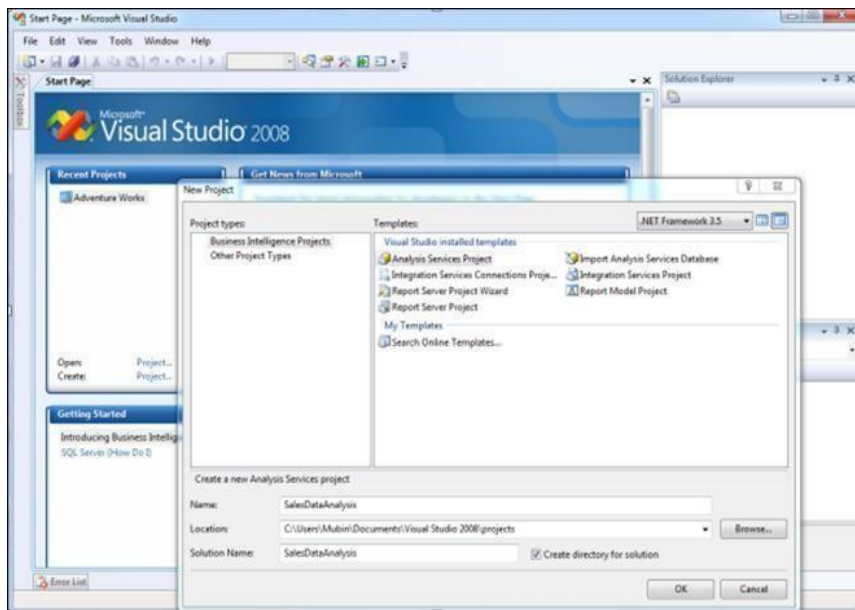 Start Page - Microsoft Visual Studio
File Edit View Tools Window Help
Toolbox
Start Page
Solution Explorer
Microsoft
Visual Studio 2008
Recent Projects
Adventure Works
Get News from Microsoft
Open: Project...
Create: Project...
Getting Started
Introducing Business Intellig
SQL Server (How Do I)
Error List
New Project
Project types:
Business Intelligence Projects
Other Project Types
Templates:
.NET Framework 3.5
Visual Studio installed templates
Analysis Services Project
Import Analysis Services Database
Integration Services Connections Proje...
Integration Services Project
Report Server Project Wizard
Report Model Project
Report Server Project
My Templates
Search Online Templates...
Create a new Analysis Services project
Name: SalesDataAnalysis
Location: C:\Users\Mubin\Documents\Visual Studio 2008\projects
Browse...
Solution Name: SalesDataAnalysis
Create directory for solution
OK Cancel